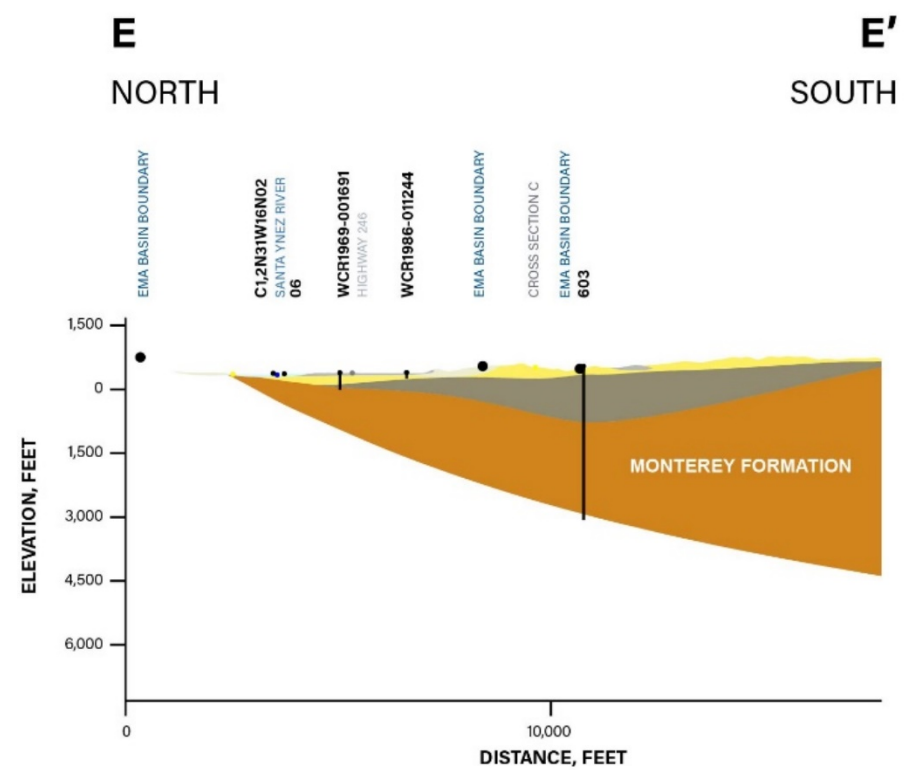 E
E′
NORTH
SOUTH
EMA BASIN BOUNDARY
C1,2N31W16N02
SANTA YNEZ RIVER
06
WCR1969-001691
HIGHWAY 246
WCR1986-011244
EMA BASIN BOUNDARY
CROSS SECTION C
EMA BASIN BOUNDARY
603
1,500
0
1,500
3,000
4,500
6,000
ELEVATION, FEET
MONTEREY FORMATION
0
10,000
DISTANCE, FEET